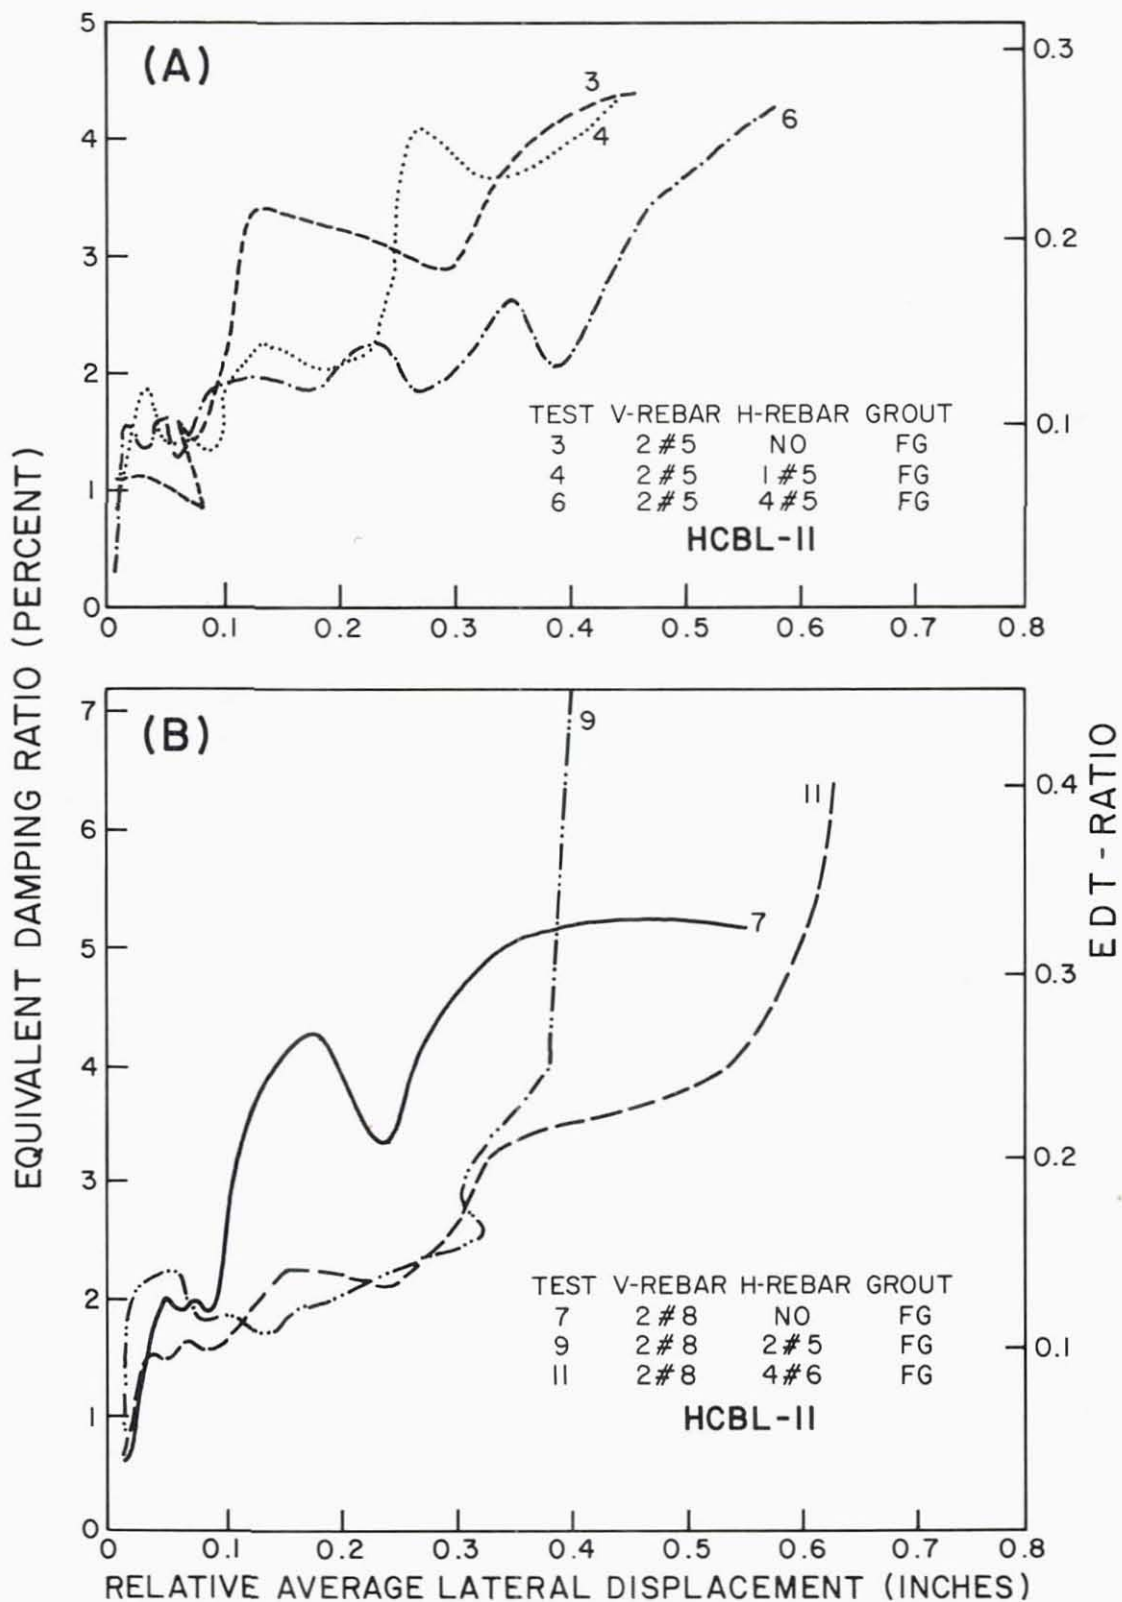 (A)
5
4
3
2
1
0
0.3
0.2
0.1
3
4
6
TEST V-REBAR H-REBAR GROUT
3 2#5 NO FG
4 2#5 1#5 FG
6 2#5 4#5 FG
HCBL-11
0 0.1 0.2 0.3 0.4 0.5 0.6 0.7 0.8
EQUIVALENT DAMPING RATIO (PERCENT)
(B)
7
6
5
4
3
2
1
0
0.4
0.3
0.2
0.1
EDT-RATIO
9
11
7
TEST V-REBAR H-REBAR GROUT
7 2#8 NO FG
9 2#8 2#5 FG
11 2#8 4#6 FG
HCBL-11
0 0.1 0.2 0.3 0.4 0.5 0.6 0.7 0.8
RELATIVE AVERAGE LATERAL DISPLACEMENT (INCHES)